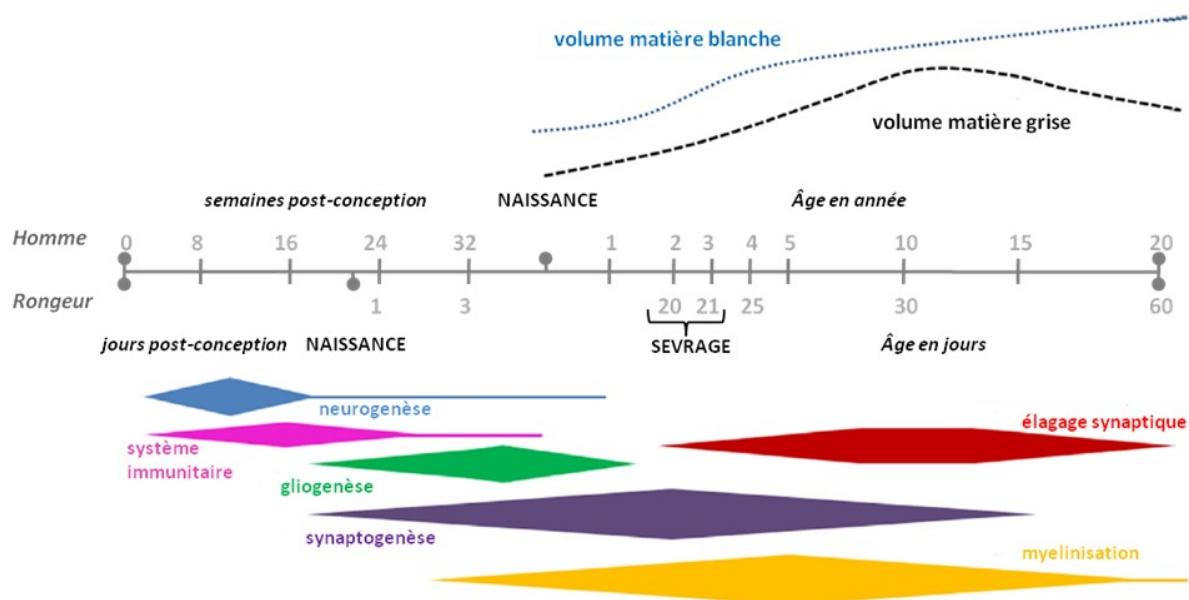 volume matière blanche
volume matière grise
semaines post-conception NAISSANCE Âge en année
Homme 0 8 16 24 32 1 2 3 4 5 10 15 20
Rongeur 1 3 20 21 25 30 60
SEVRAGE
jours post-conception NAISSANCE Âge en jours
neurogenèse
élagage synaptique
système
immunitaire
gliogenèse
synaptogenèse
myelinisation